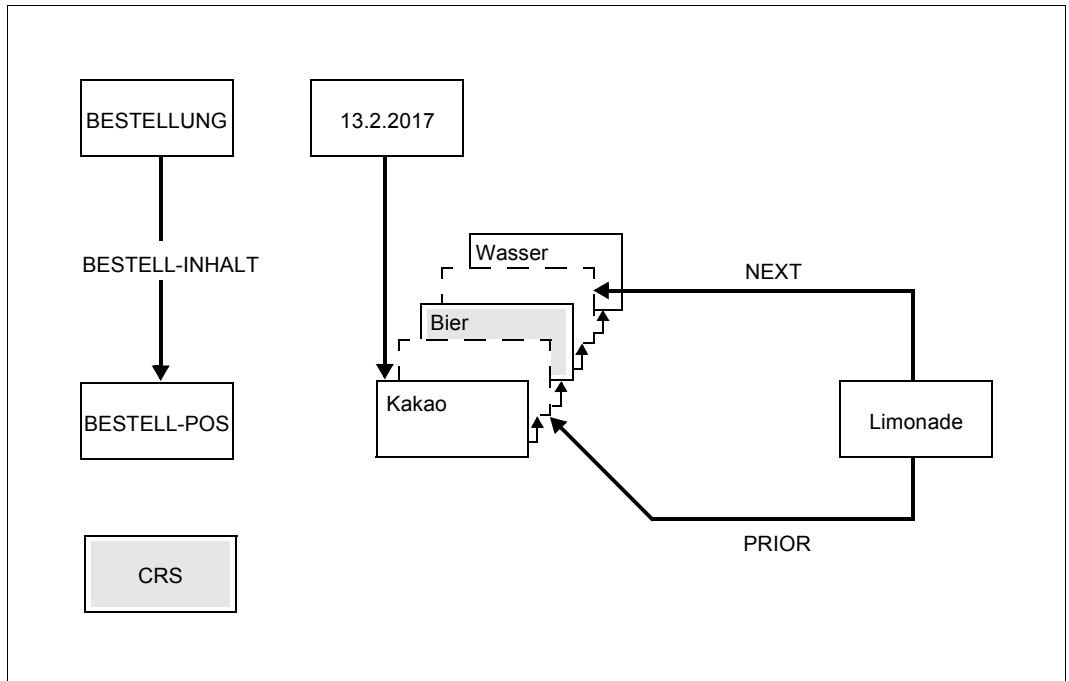 BESTELLUNG
13.2.2017
BESTELL-INHALT
Wasser
NEXT
Bier
Kakao
BESTELL-POS
Limonade
PRIOR
CRS